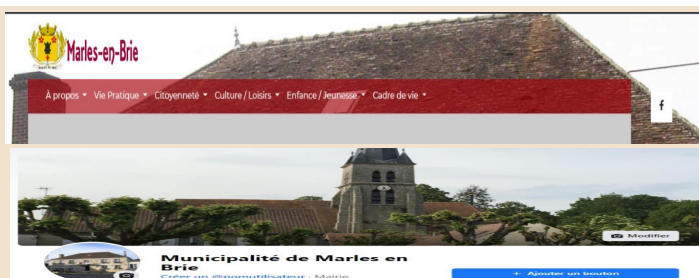 Marles-en-Brie
À propos Vie Pratique Citoyenneté Culture / Loisirs Enfance / Jeunesse Cadre de vie
f
Modifier
Municipalité de Marles en
Brie
Créer un @nomutilisateur · Mairie
+ Ajouter un bouton